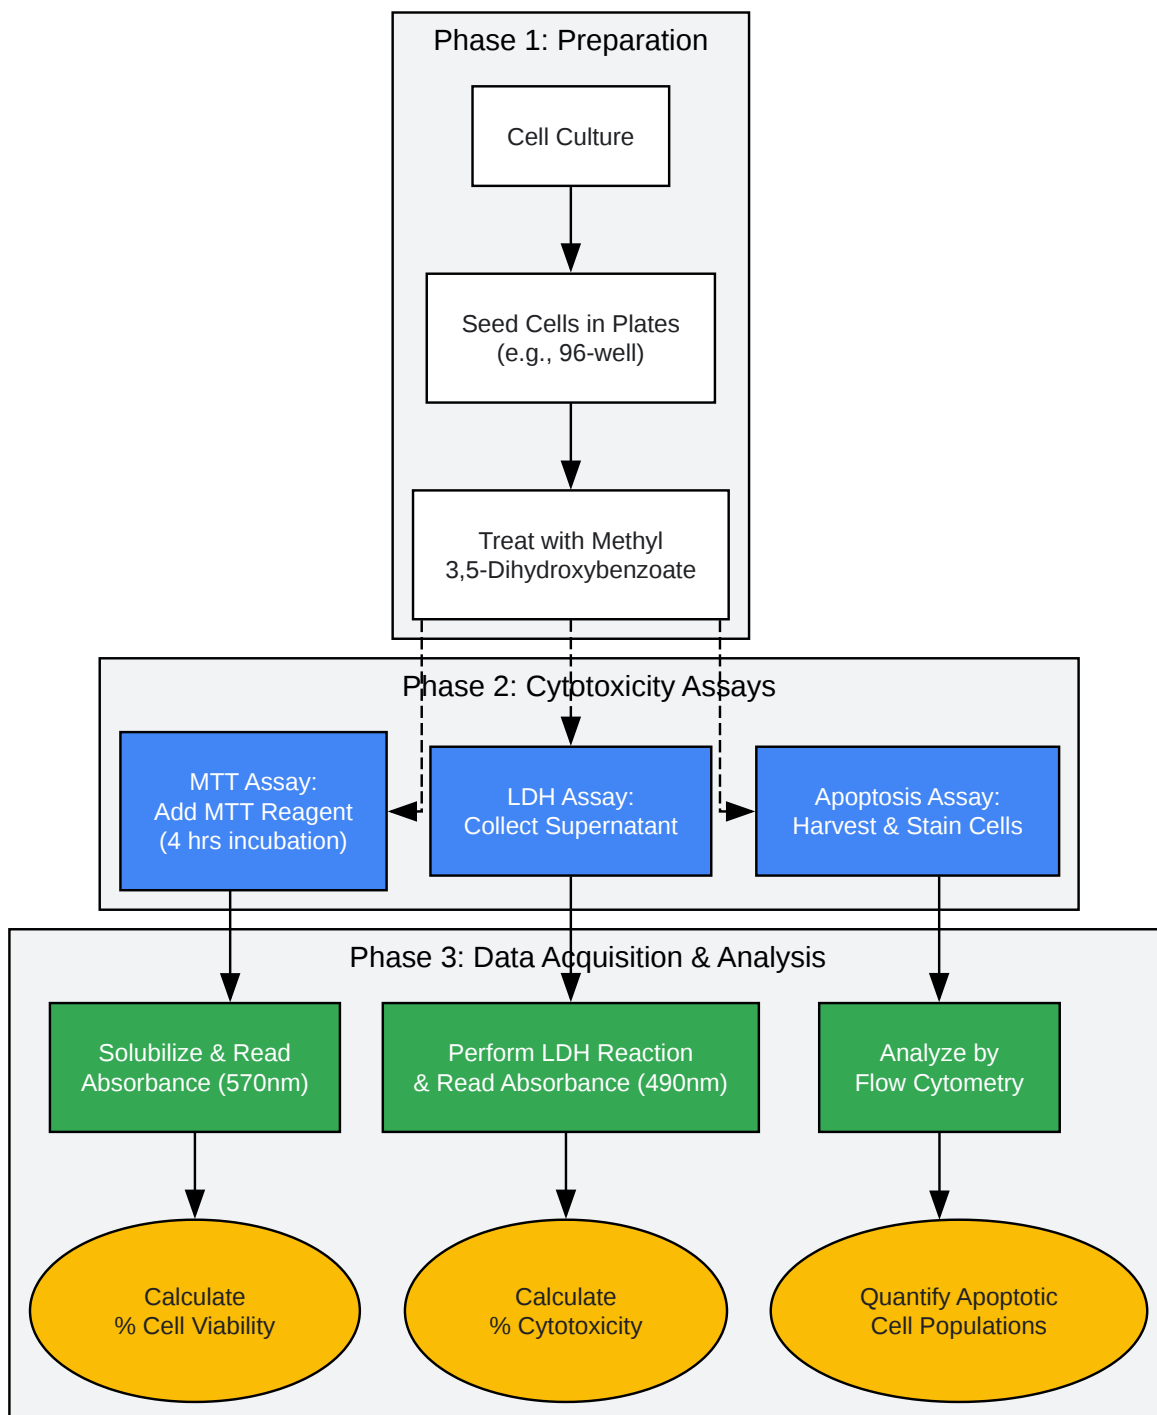 Phase 1: Preparation
Cell Culture
Seed Cells in Plates
(e.g., 96-well)
Treat with Methyl
3,5-Dihydroxybenzoate
Phase 2: Cytotoxicity Assays
MTT Assay:
Add MTT Reagent
(4 hrs incubation)
LDH Assay:
Collect Supernatant
Apoptosis Assay:
Harvest & Stain Cells
Phase 3: Data Acquisition & Analysis
Solubilize & Read
Absorbance (570nm)
Perform LDH Reaction
& Read Absorbance (490nm)
Analyze by
Flow Cytometry
Calculate
% Cell Viability
Calculate
% Cytotoxicity
Quantify Apoptotic
Cell Populations